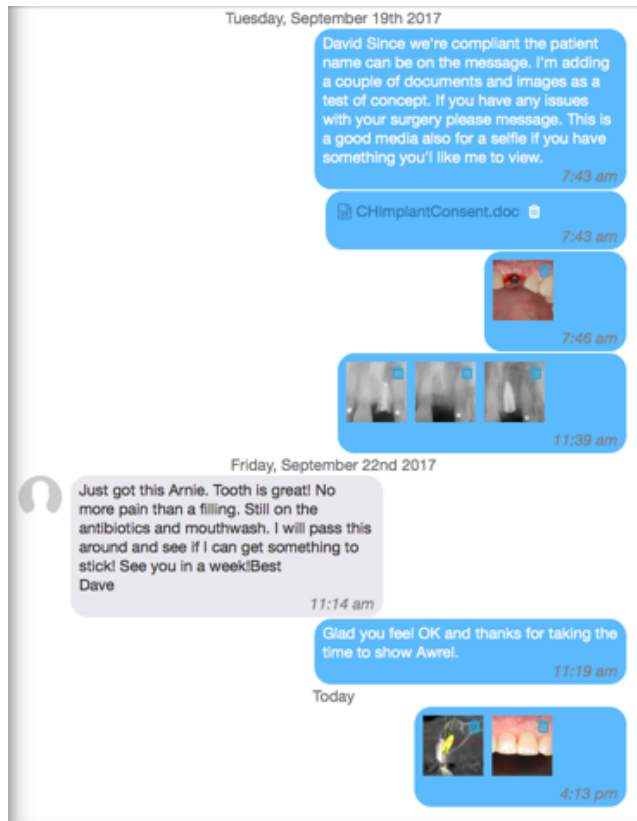 Tuesday, September 19th 2017
David Since we're compliant the patient
name can be on the message. I'm adding
a couple of documents and images as a
test of concept. If you have any issues
with your surgery please message. This is
a good media also for a selfie if you have
something you'l like me to view.
7:43 am
CHImplantConsent.doc
7:43 am
7:46 am
11:39 am
Friday, September 22nd 2017
Just got this Arnie. Tooth is great! No
more pain than a filling. Still on the
antibiotics and mouthwash. I will pass this
around and see if I can get something to
stick! See you in a week!Best
Dave
11:14 am
Glad you feel OK and thanks for taking the
time to show Awrel.
11:19 am
Today
4:13 pm